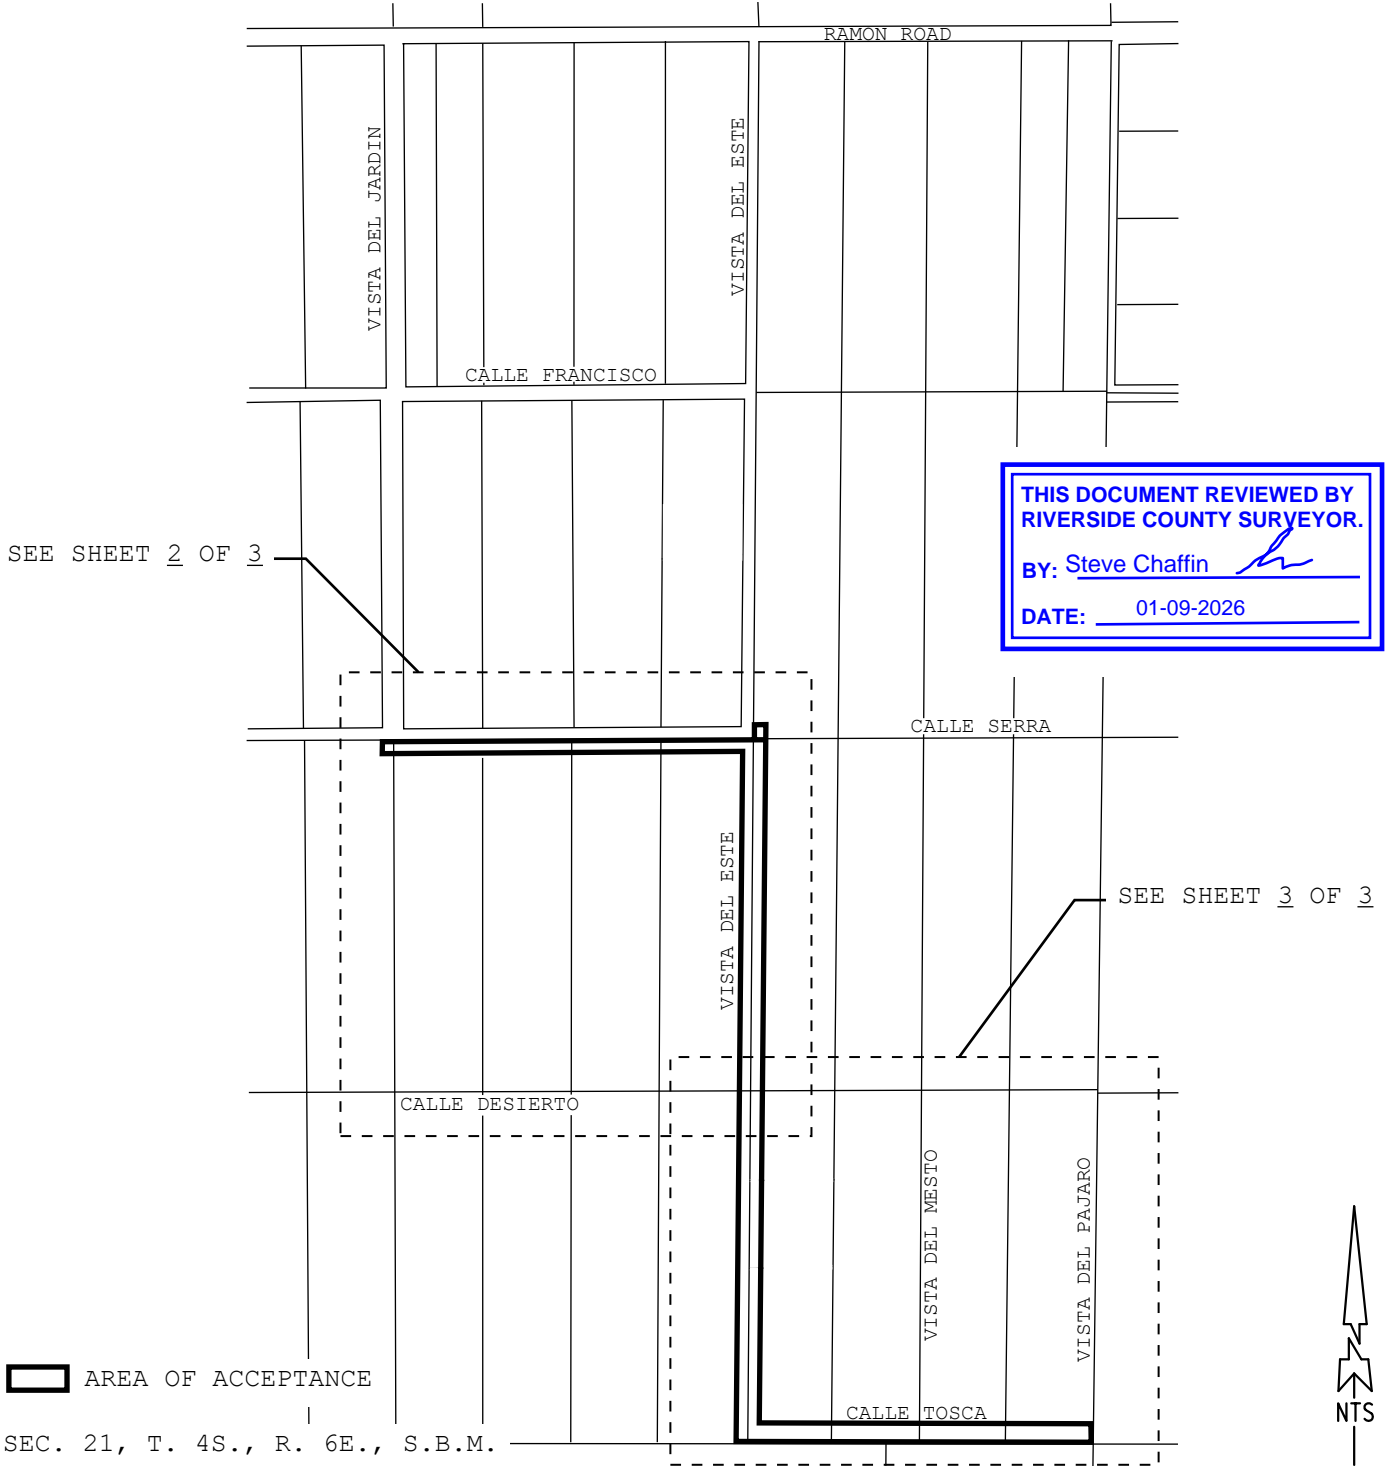 RAMON ROAD
VISTA DEL JARDIN
VISTA DEL ESTE
CALLE FRANCISCO
THIS DOCUMENT REVIEWED BY
RIVERSIDE COUNTY SURVEYOR.
BY: Steve Chaffin
DATE: 01-09-2026
SEE SHEET 2 OF 3
CALLE SERRA
VISTA DEL ESTE
SEE SHEET 3 OF 3
CALLE DESIERTO
VISTA DEL MESTO
VISTA DEL PAJARO
AREA OF ACCEPTANCE
CALLE TOSCA
N
NTS
SEC. 21, T. 4S., R. 6E., S.B.M.